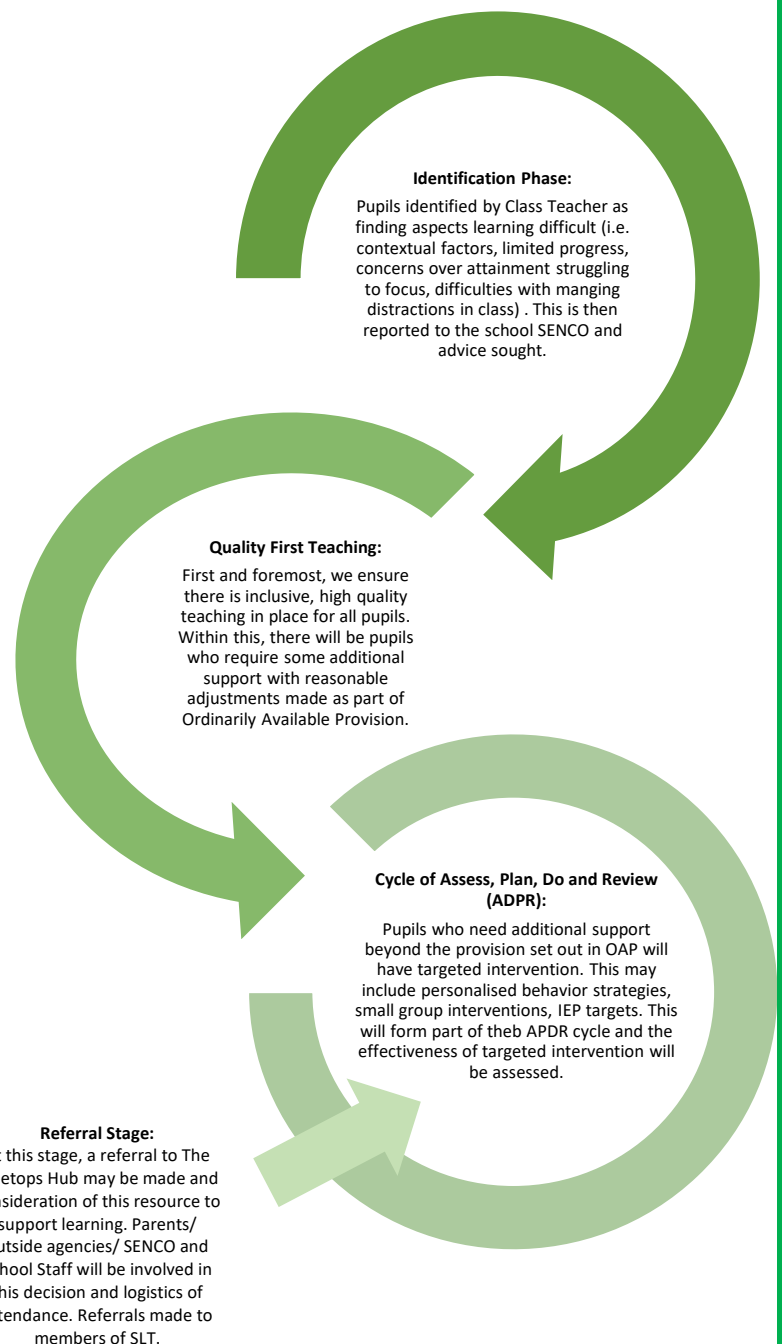 Identification Phase:
Pupils identified by Class Teacher as
finding aspects learning difficult (i.e.
contextual factors, limited progress,
concerns over attainment struggling
to focus, difficulties with manging
distractions in class) . This is then
reported to the school SENCO and
advice sought.
Quality First Teaching:
First and foremost, we ensure
there is inclusive, high quality
teaching in place for all pupils.
Within this, there will be pupils
who require some additional
support with reasonable
adjustments made as part of
Ordinarily Available Provision.
Cycle of Assess, Plan, Do and Review
(ADPR):
Pupils who need additional support
beyond the provision set out in OAP will
have targeted intervention. This may
include personalised behavior strategies,
small group interventions, IEP targets. This
will form part of theb APDR cycle and the
effectiveness of targeted intervention will
be assessed.
Referral Stage:
this stage, a referral to The
Hub may be made and
of this resource to
support learning. Parents/
agencies/ SENCO and
Staff will be involved in
decision and logistics of
Referrals made to
members of SLT.